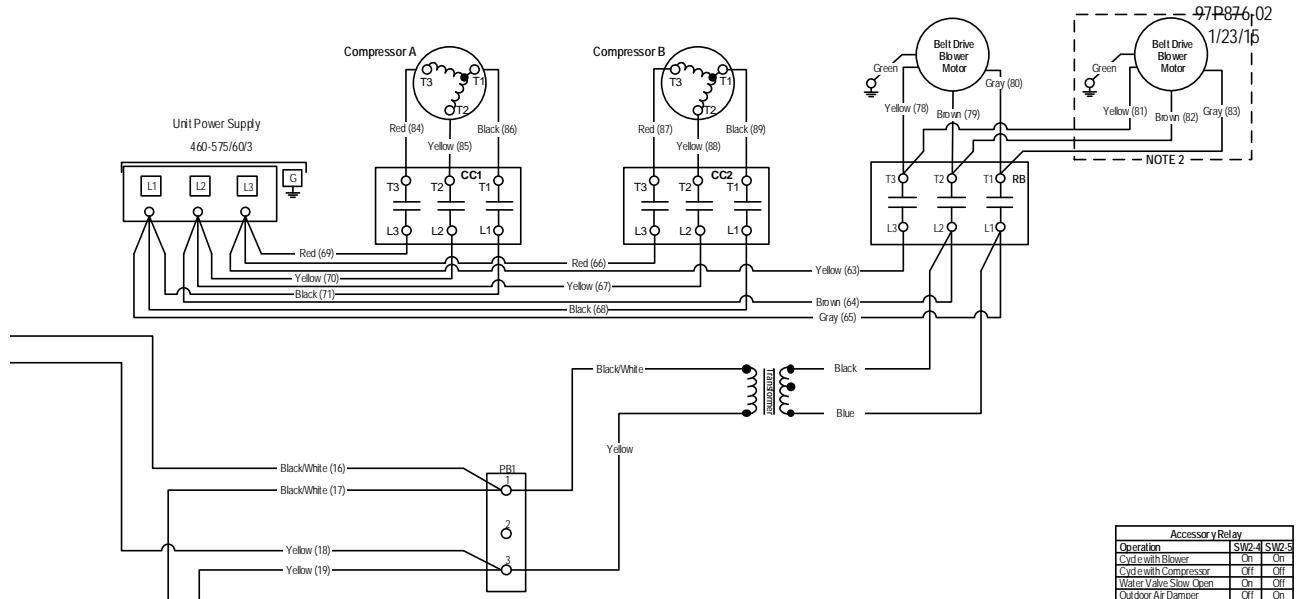 97P876-02
1/23/15
Compressor A
Compressor B
Belt Drive
Blower
Motor
Belt Drive
Blower
Motor
Green
Green
Gray (80)
T3
T1
T2
T3
T1
T2
Yellow (78)
Brown (79)
Yellow (81)
Brown (82)
Gray (83)
Unit Power Supply
460-575/60/3
Red (84)
Yellow (85)
Black (86)
Red (87)
Yellow (88)
Black (89)
NOTE 2
L1
L2
L3
G
CC1
T3
T2
T1
L3
L2
L1
CC2
T3
T2
T1
L3
L2
L1
T3
T2
T1
RB
L3
L2
L1
Red (69)
Red (66)
Yellow (63)
Yellow (70)
Yellow (67)
Black (71)
Brown (64)
Black (68)
Gray (65)
Black/White
Transformer
Black
Blue
Yellow
Black/White (16)
Black/White (17)
PB1
1
2
3
Yellow (18)
Yellow (19)
Accessory Relay
Operation SW2-4 SW2-5
Cycle with Blower On On
Cycle with Compressor Off Off
Water Valve Slow Open On Off
Outdoor Air Damper Off On